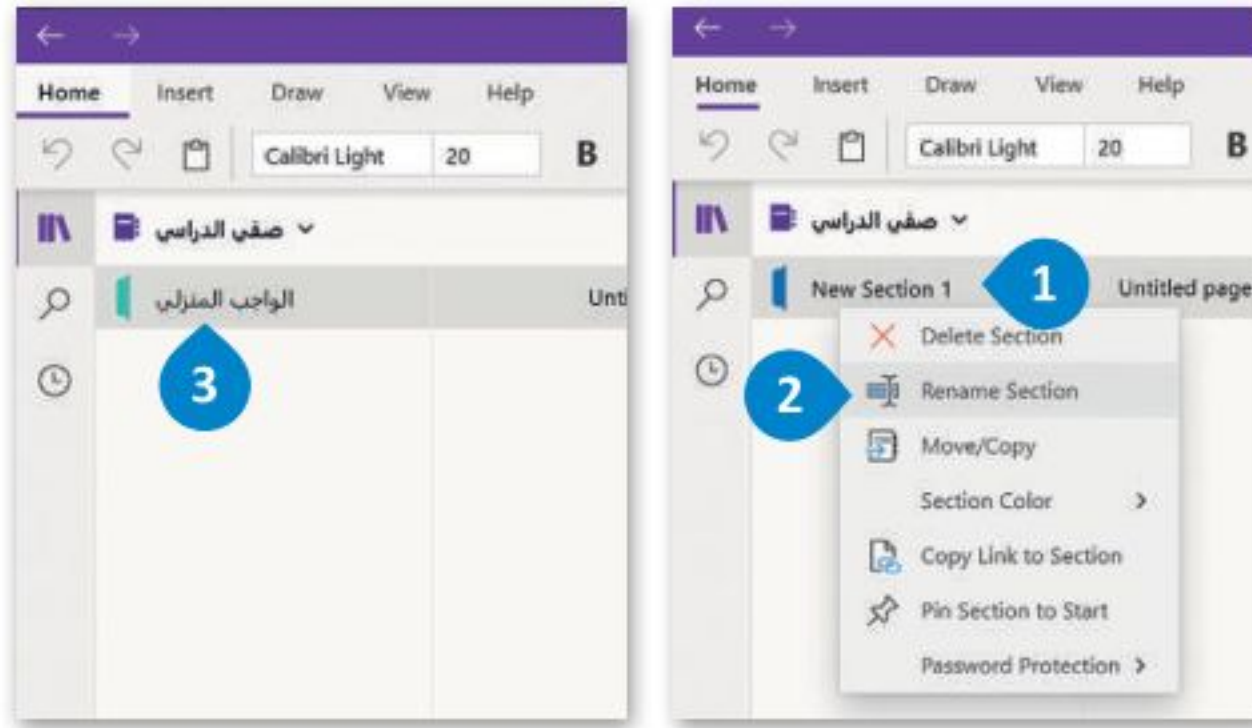 Home Insert Draw View Help
Calibri Light 20 B
صفي الدراسي
New Section 1 Untitled page
1
Delete Section
2
Rename Section
Move/Copy
Section Color
Copy Link to Section
Pin Section to Start
Password Protection
Home Insert Draw View Help
Calibri Light 20 B
صفي الدراسي
الواجب المنزلي Unti
3